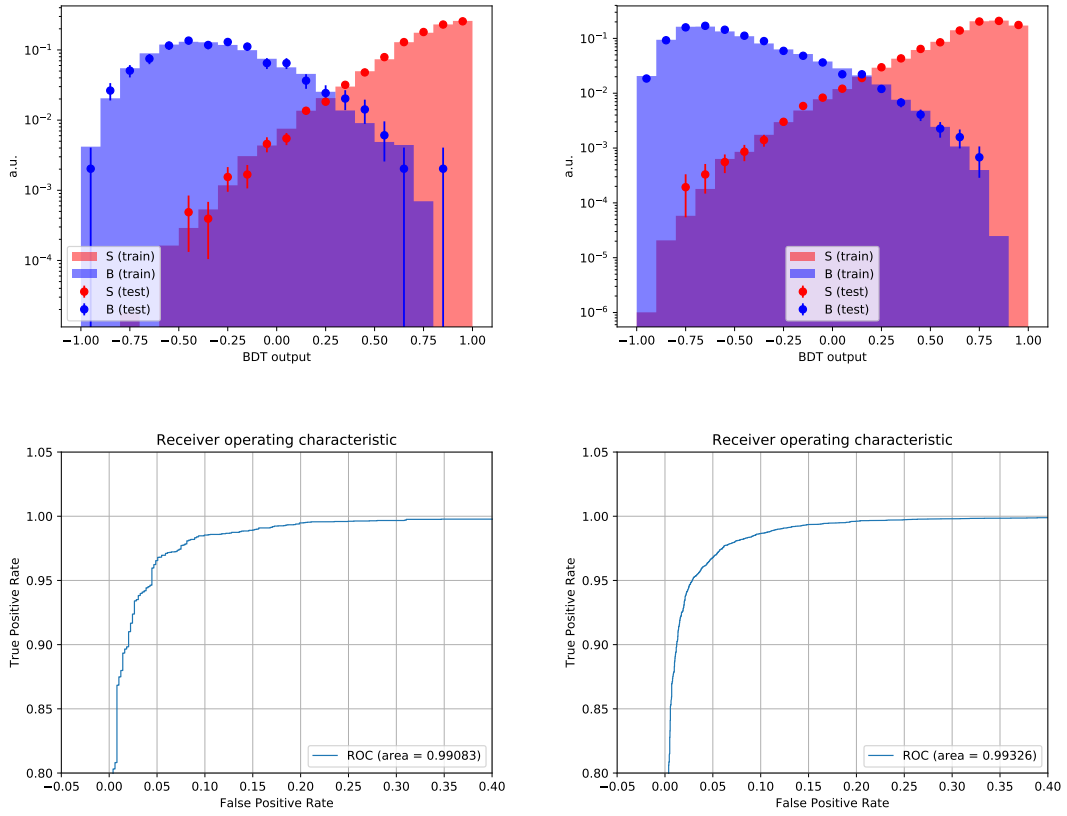 a.u.
10⁻¹
10⁻²
10⁻³
10⁻⁴
S (train)
B (train)
S (test)
B (test)
−1.00 −0.75 −0.50 −0.25 0.00 0.25 0.50 0.75 1.00
BDT output
a.u.
10⁻¹
10⁻²
10⁻³
10⁻⁴
10⁻⁵
10⁻⁶
S (train)
B (train)
S (test)
B (test)
−1.00 −0.75 −0.50 −0.25 0.00 0.25 0.50 0.75 1.00
BDT output
Receiver operating characteristic
True Positive Rate
1.05
1.00
0.95
0.90
0.85
0.80
ROC (area = 0.99083)
−0.05 0.00 0.05 0.10 0.15 0.20 0.25 0.30 0.35 0.40
False Positive Rate
Receiver operating characteristic
True Positive Rate
1.05
1.00
0.95
0.90
0.85
0.80
ROC (area = 0.99326)
−0.05 0.00 0.05 0.10 0.15 0.20 0.25 0.30 0.35 0.40
False Positive Rate